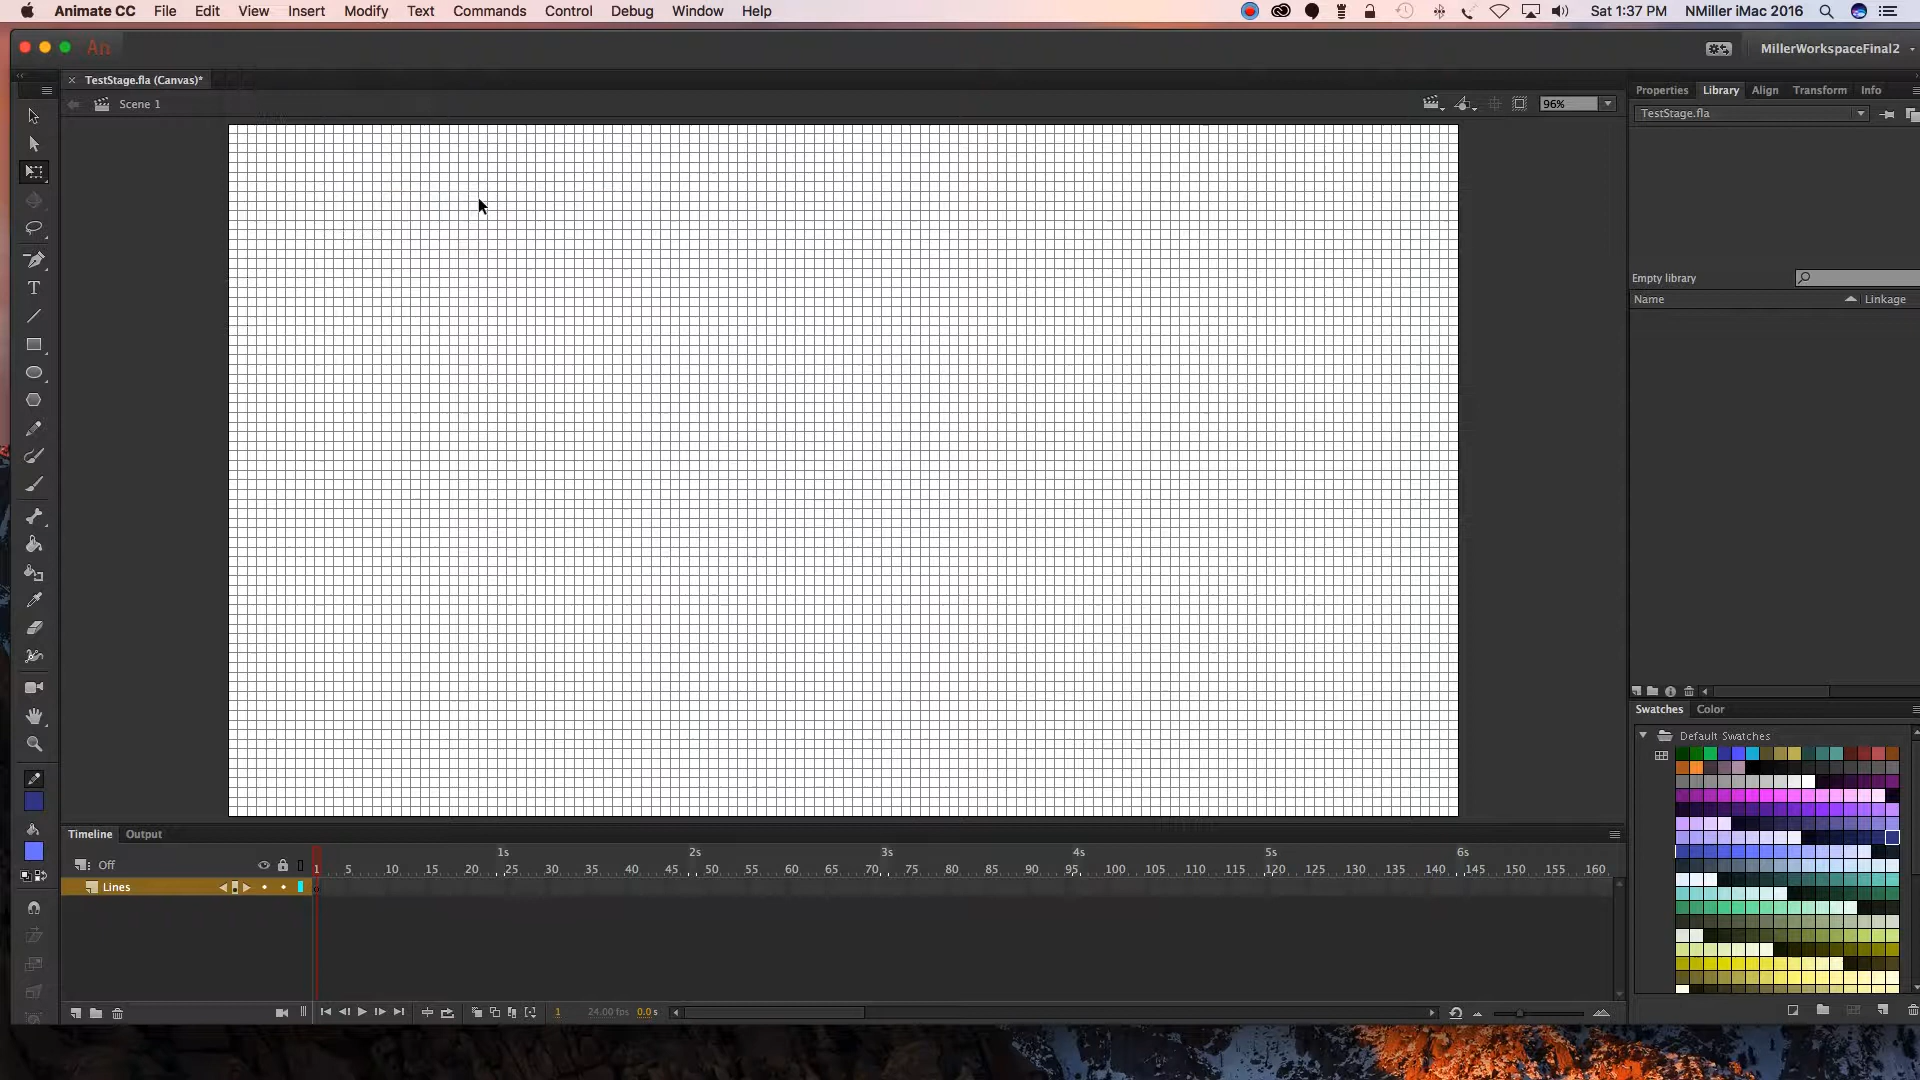 Animate CC File Edit View Insert Modify Text Commands Control Debug Window Help Sat 1:37 PM NMiller iMac 2016
An MillerWorkspaceFinal2
TestStage.fla (Canvas)*
Scene 1 96%
Properties Library Align Transform Info
TestStage.fla
Empty library
Name Linkage
T
Swatches Color
Default Swatches
Timeline Output
1s 2s 3s 4s 5s 6s
Off 1 5 10 15 20 25 30 35 40 45 50 55 60 65 70 75 80 85 90 95 100 105 110 115 120 125 130 135 140 145 150 155 160
Lines
1 24.00 fps 0.0 s